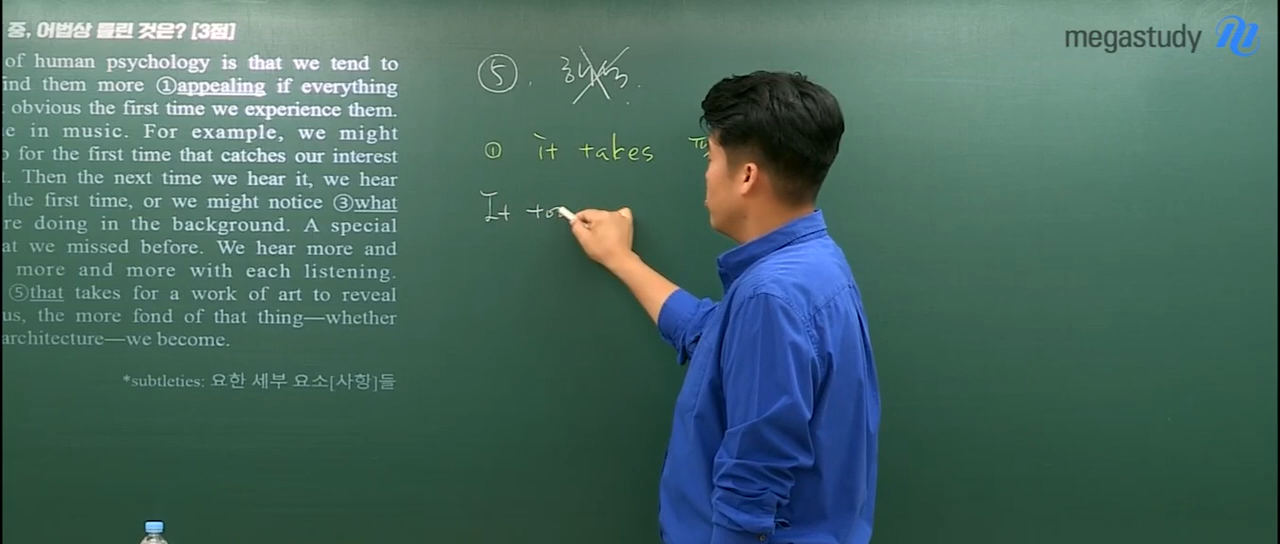 중, 어법상 틀린 것은? [3점]
of human psychology is that we tend to
ind them more ①appealing if everything
obvious the first time we experience them.
e in music. For example, we might
for the first time that catches our interest
t. Then the next time we hear it, we hear
the first time, or we might notice ③what
re doing in the background. A special
at we missed before. We hear more and
more and more with each listening.
⑤that takes for a work of art to reveal
us, the more fond of that thing—whether
architecture—we become.
*subtleties: 요한 세부 요소[사항]들
megastudy
⑤.
① it takes
It to